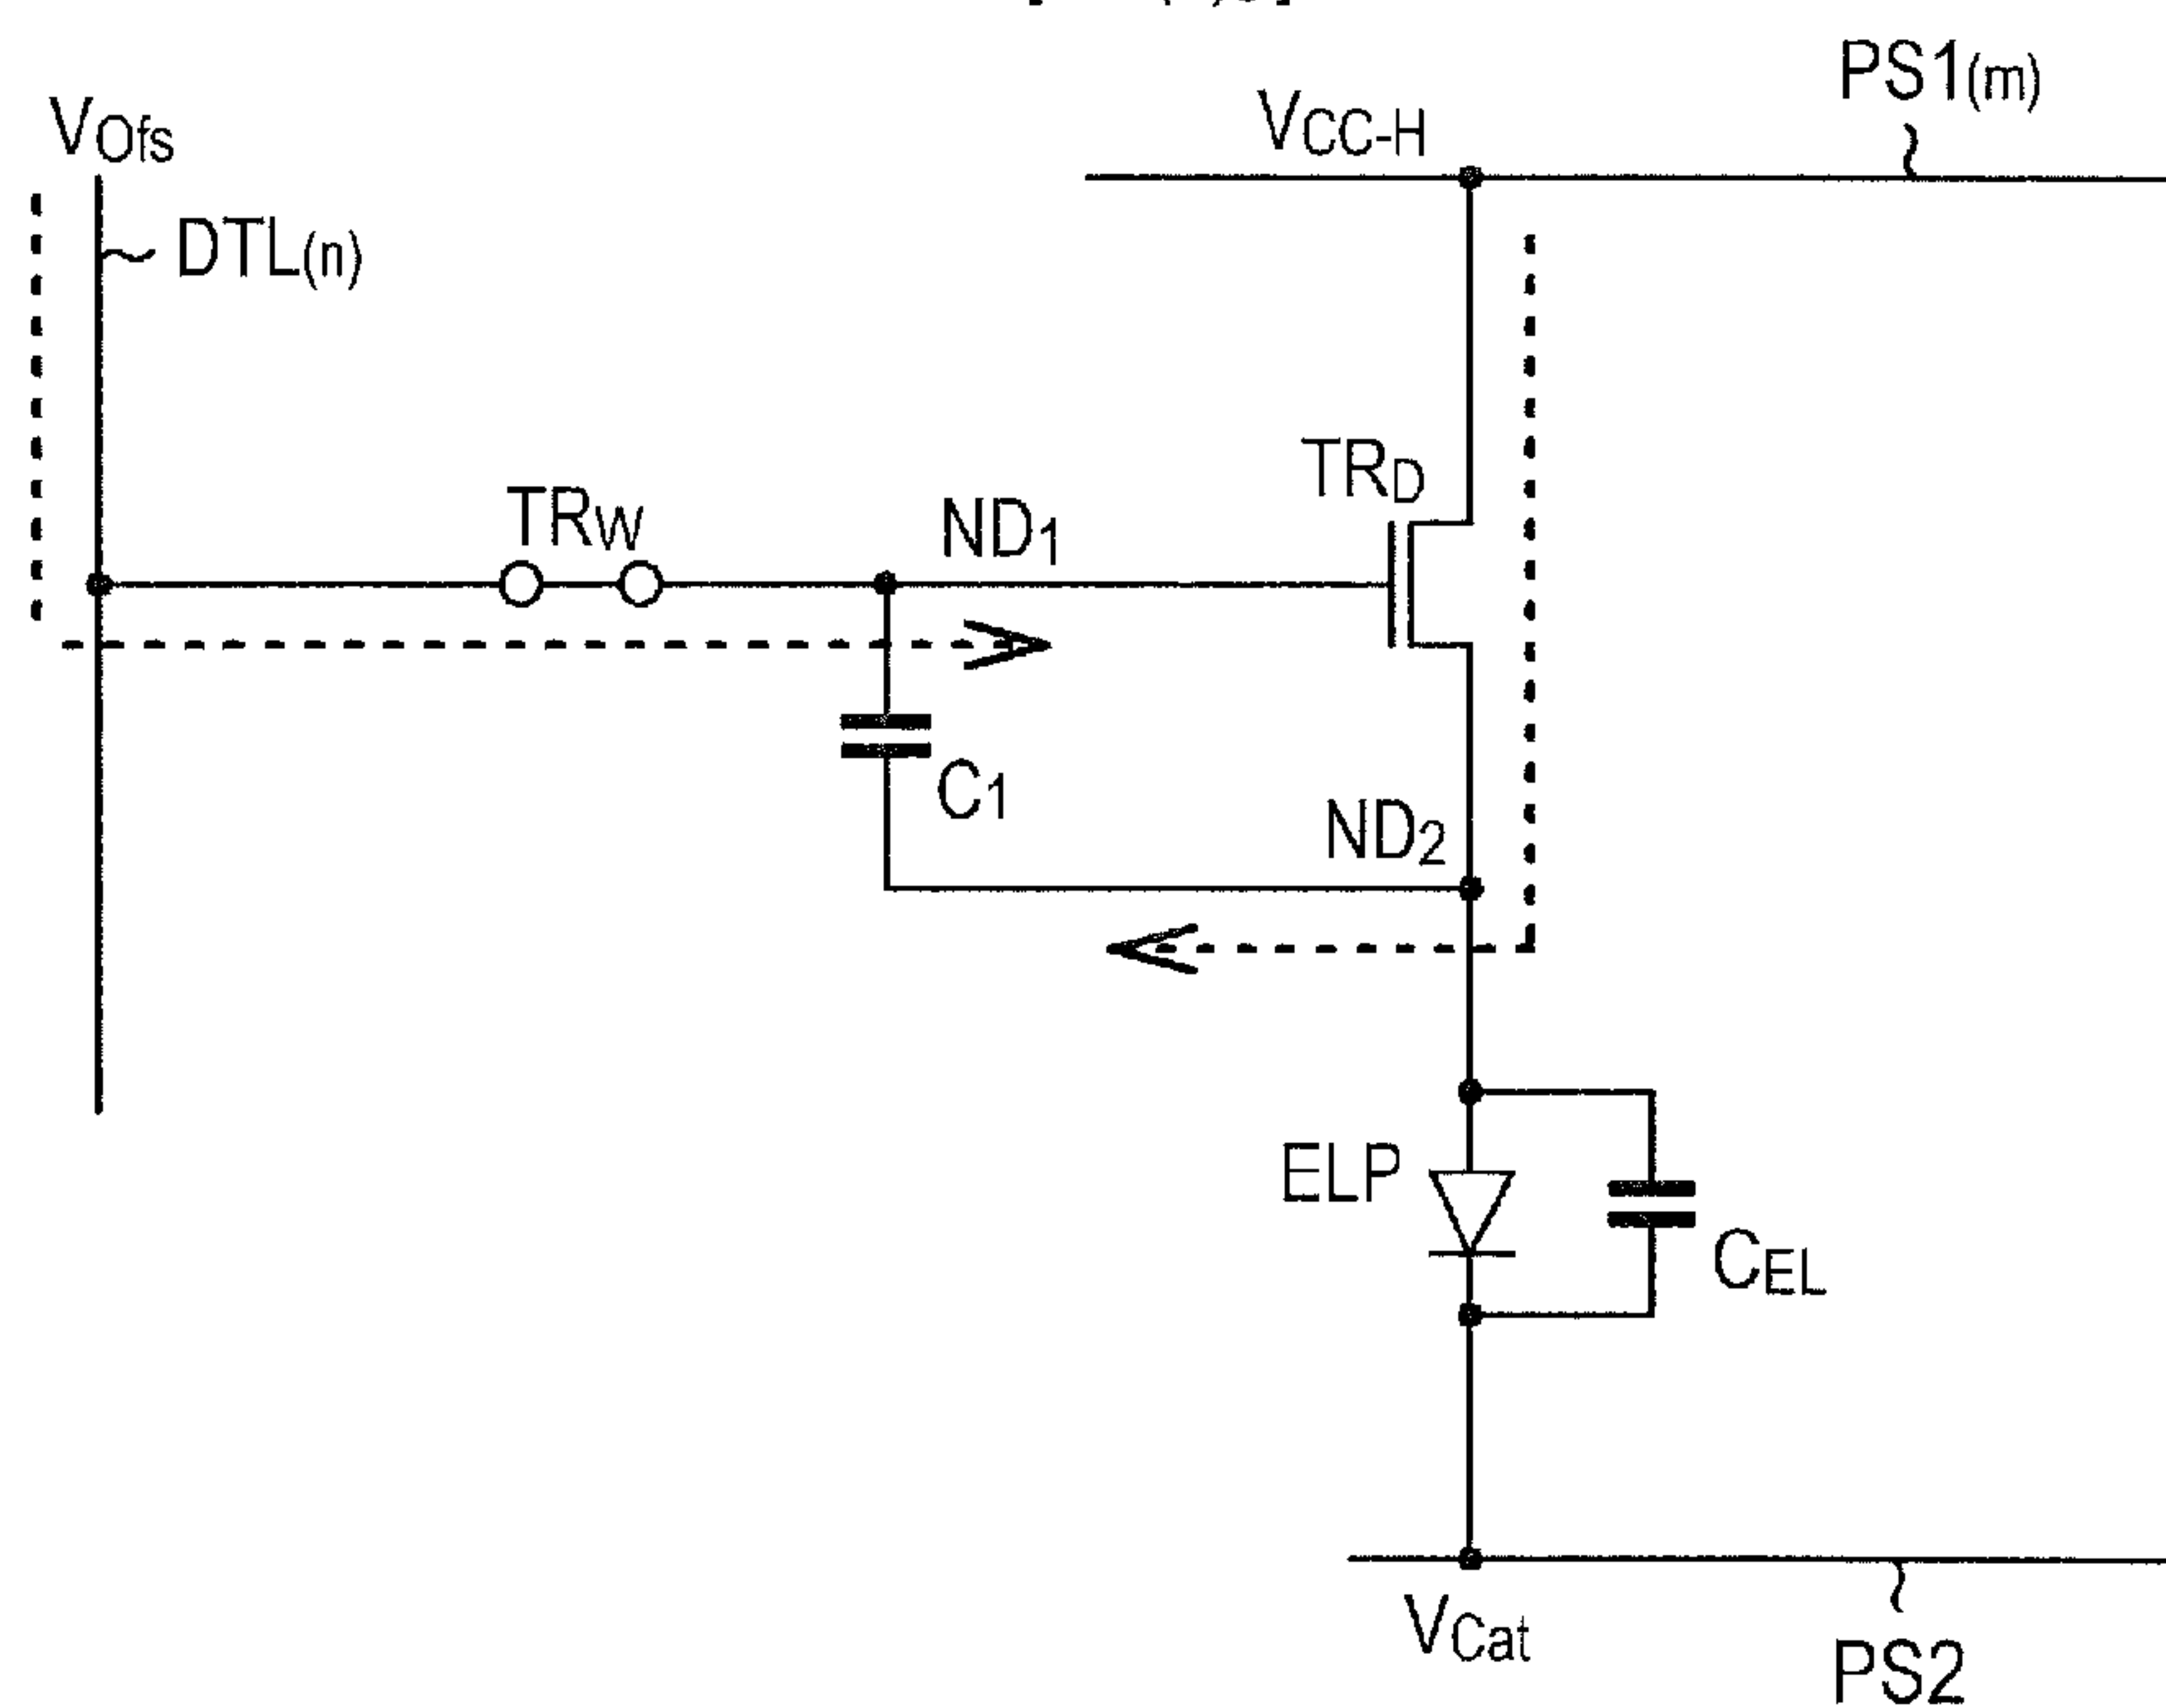 PS1(m)
VOfs
VCC-H
DTL(n)
TRD
TRW
ND1
C1
ND2
ELP
CEL
VCat
PS2